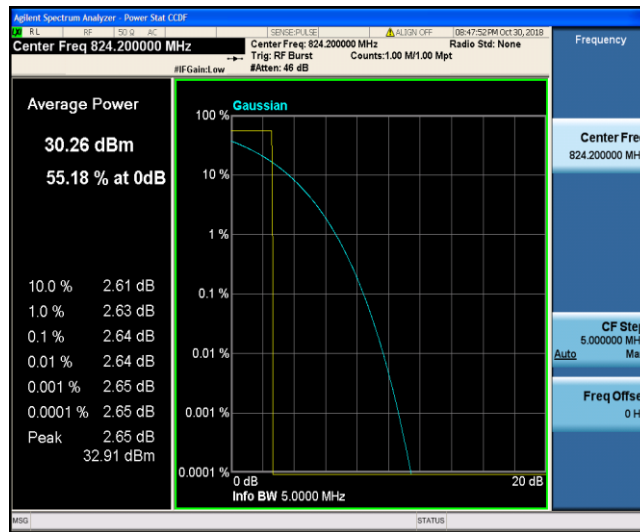 Agilent Spectrum Analyzer - Power Stat CCDF
RL RF 50 Ω AC SENSE:PULSE ALIGN OFF 08:47:52 PM Oct 30, 2018
Center Freq 824.200000 MHz
Center Freq: 824.200000 MHz Radio Std: None
Trig: RF Burst Counts:1.00 M/1.00 Mpt
#IFGain:Low #Atten: 46 dB
Frequency
Average Power
30.26 dBm
55.18 % at 0dB
10.0 % 2.61 dB
1.0 % 2.63 dB
0.1 % 2.64 dB
0.01 % 2.64 dB
0.001 % 2.65 dB
0.0001 % 2.65 dB
Peak 2.65 dB
32.91 dBm
Gaussian
100 %
10 %
1 %
0.1 %
0.01 %
0.001 %
0.0001 %
0 dB 20 dB
Info BW 5.0000 MHz
Center Fre
824.200000 MH
CF Step
5.000000 MH
Auto Ma
Freq Offse
0 H
MSG STATUS